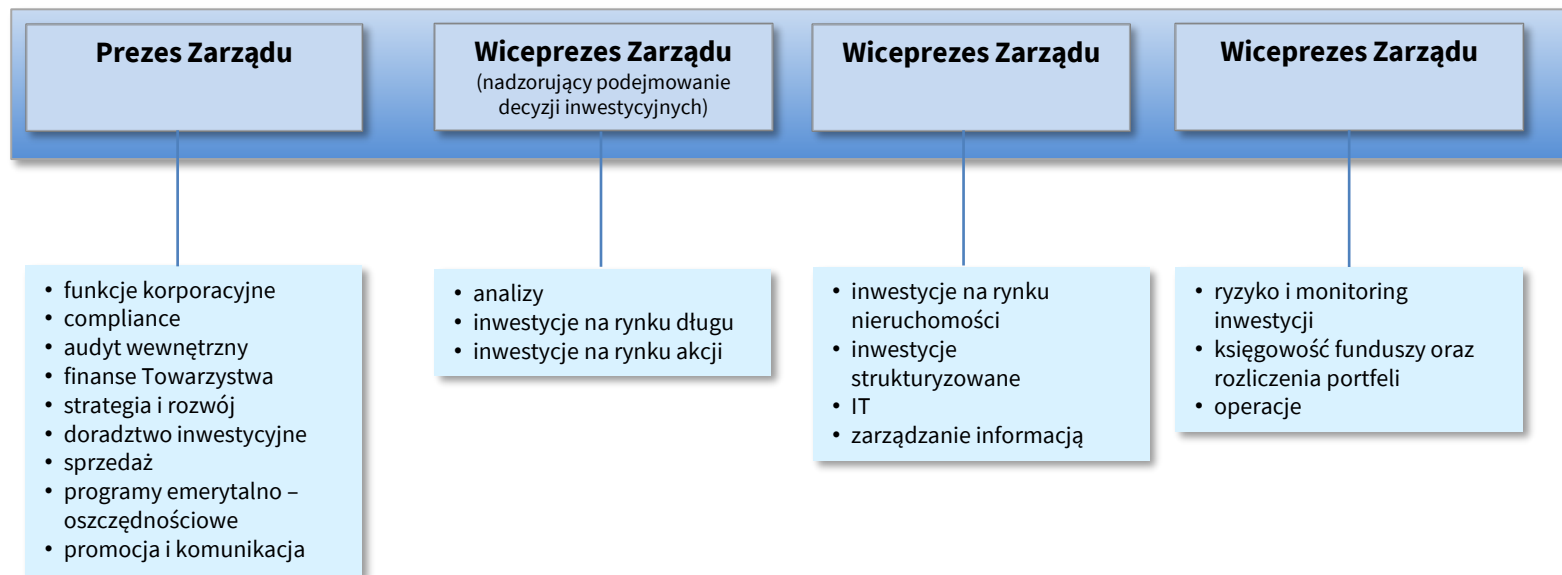 Prezes Zarządu
Wiceprezes Zarządu
(nadzorujący podejmowanie
decyzji inwestycyjnych)
Wiceprezes Zarządu
Wiceprezes Zarządu
• funkcje korporacyjne
• compliance
• audyt wewnętrzny
• finanse Towarzystwa
• strategia i rozwój
• doradztwo inwestycyjne
• sprzedaż
• programy emerytalno –
oszczędnościowe
• promocja i komunikacja
• analizy
• inwestycje na rynku długu
• inwestycje na rynku akcji
• inwestycje na rynku
nieruchomości
• inwestycje
strukturyzowane
• IT
• zarządzanie informacją
• ryzyko i monitoring
inwestycji
• księgowość funduszy oraz
rozliczenia portfeli
• operacje